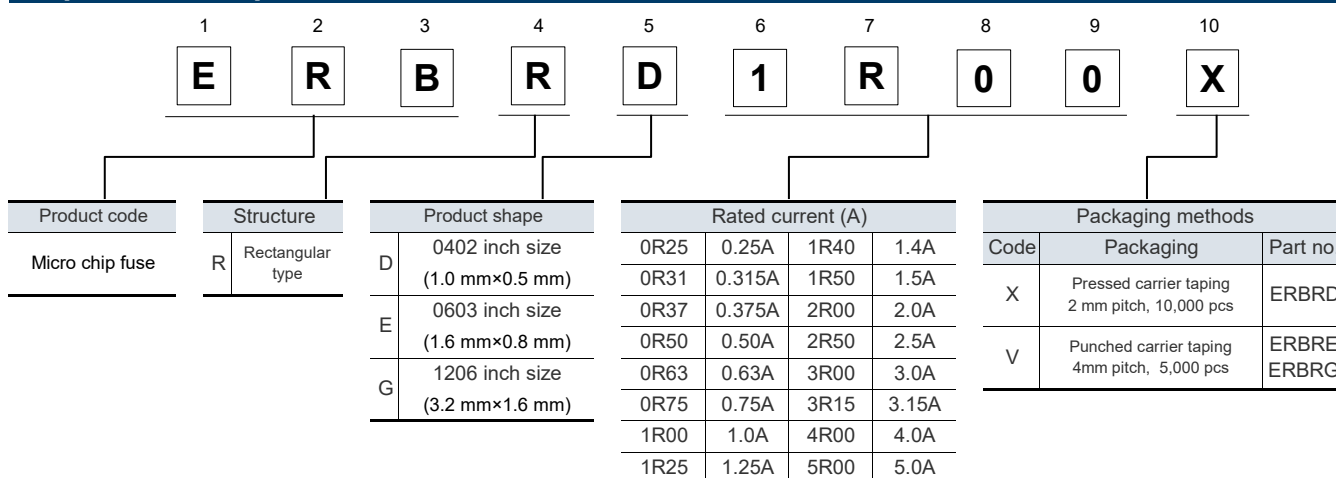 1 2 3 4 5 6 7 8 9 10
E R B R D 1 R 0 0 X
Product code
Micro chip fuse
Structure
R Rectangular
type
Product shape
D 0402 inch size
(1.0 mm×0.5 mm)
E 0603 inch size
(1.6 mm×0.8 mm)
G 1206 inch size
(3.2 mm×1.6 mm)
Rated current (A)
0R25 0.25A 1R40 1.4A
0R31 0.315A 1R50 1.5A
0R37 0.375A 2R00 2.0A
0R50 0.50A 2R50 2.5A
0R63 0.63A 3R00 3.0A
0R75 0.75A 3R15 3.15A
1R00 1.0A 4R00 4.0A
1R25 1.25A 5R00 5.0A
Packaging methods
Code Packaging Part no
X Pressed carrier taping
2 mm pitch, 10,000 pcs
ERBRD
V Punched carrier taping
4mm pitch, 5,000 pcs
ERBRE
ERBRG